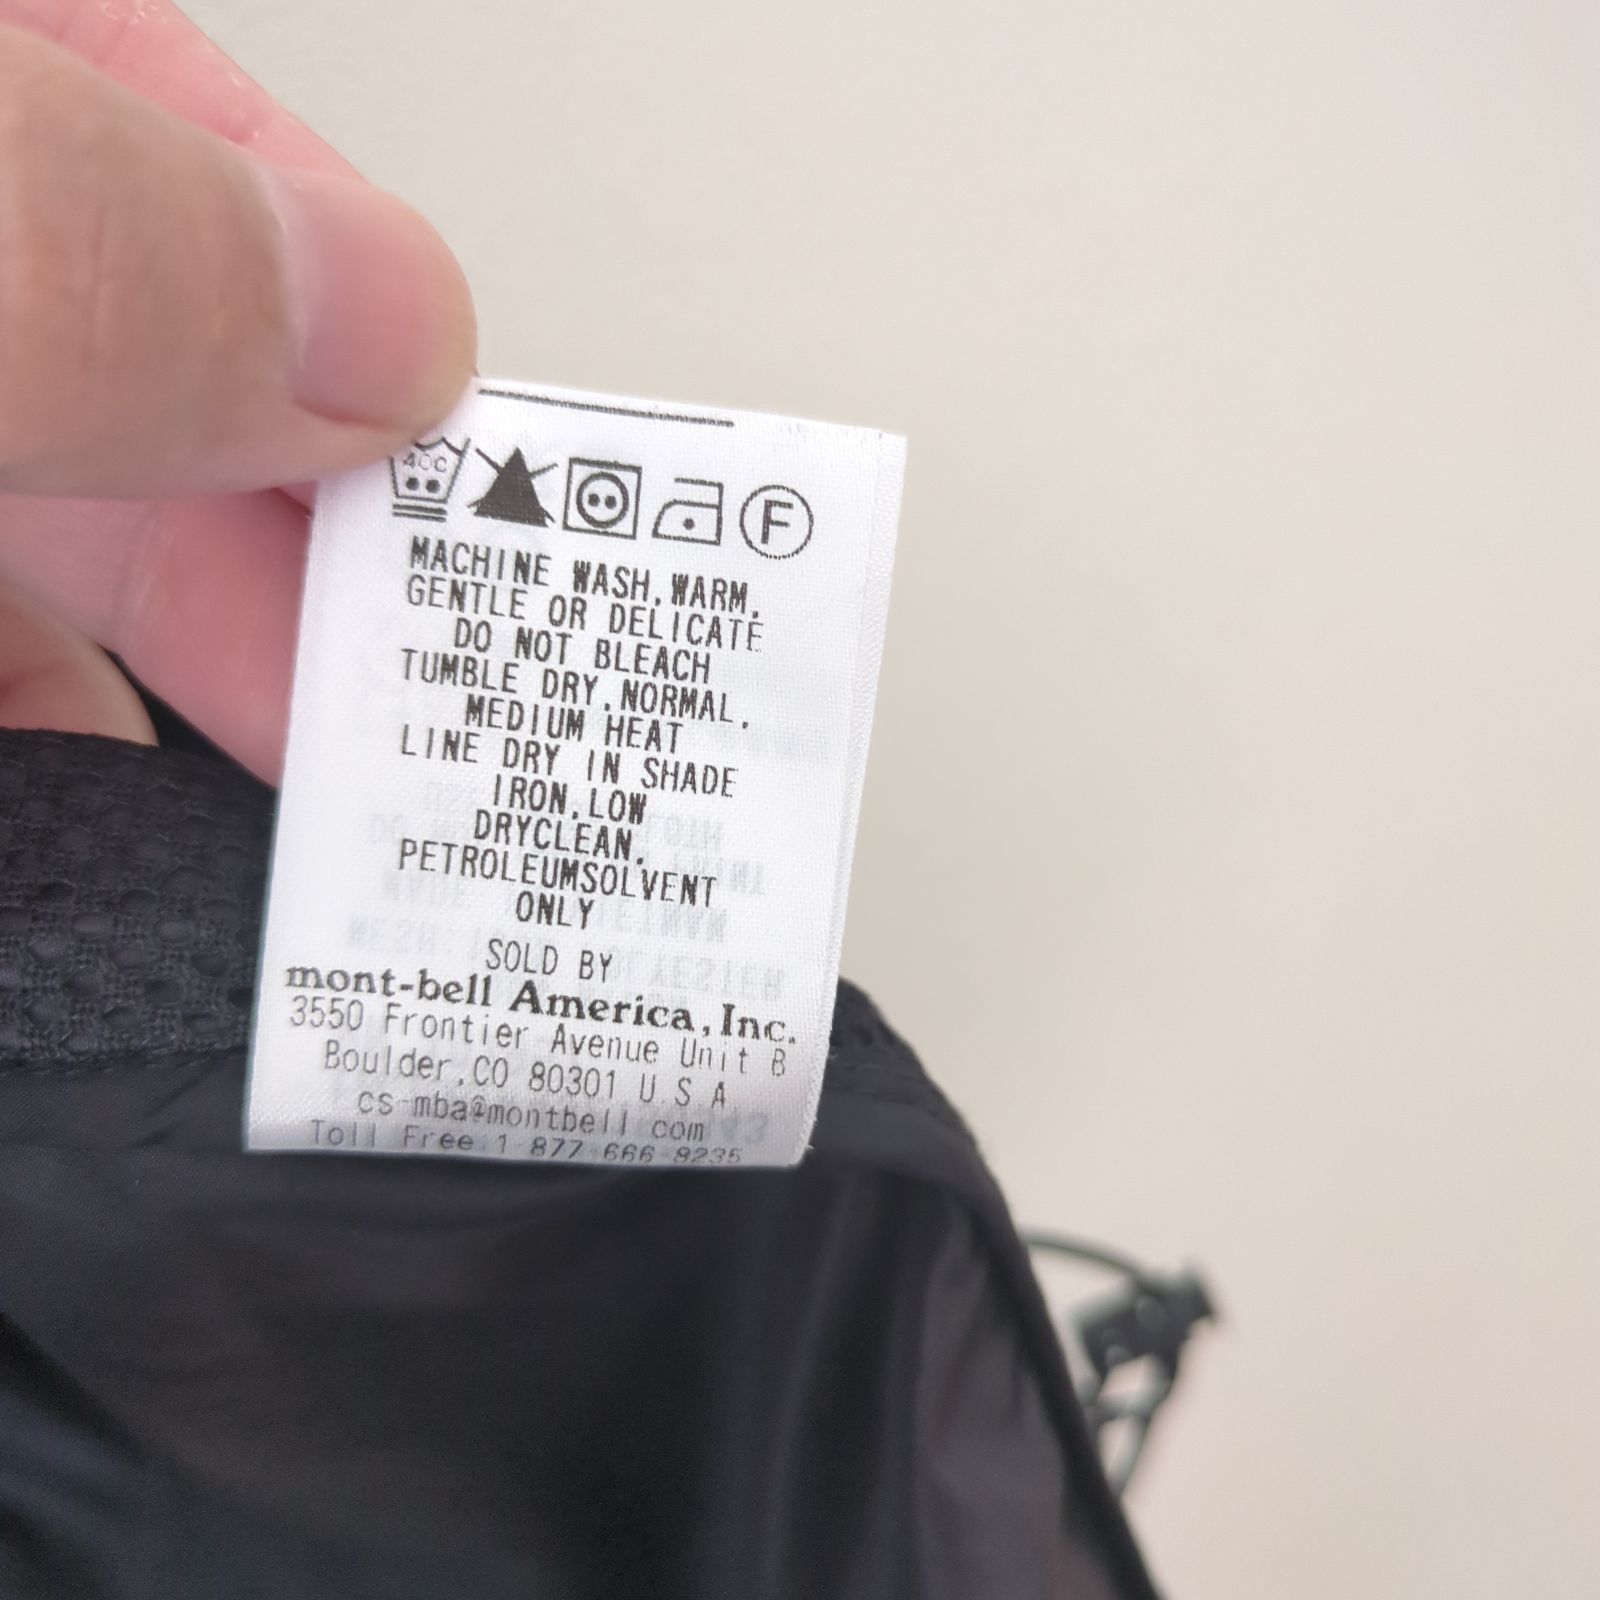 40C
F
MACHINE WASH, WARM,
GENTLE OR DELICATE
DO NOT BLEACH
TUMBLE DRY, NORMAL,
MEDIUM HEAT
LINE DRY IN SHADE
IRON, LOW
DRYCLEAN,
PETROLEUMSOLVENT
ONLY
SOLD BY
mont-bell America, Inc.
3550 Frontier Avenue Unit B
Boulder, CO 80301 U.S.A
cs-mba@montbell.com
Toll Free:1-877-666-8235